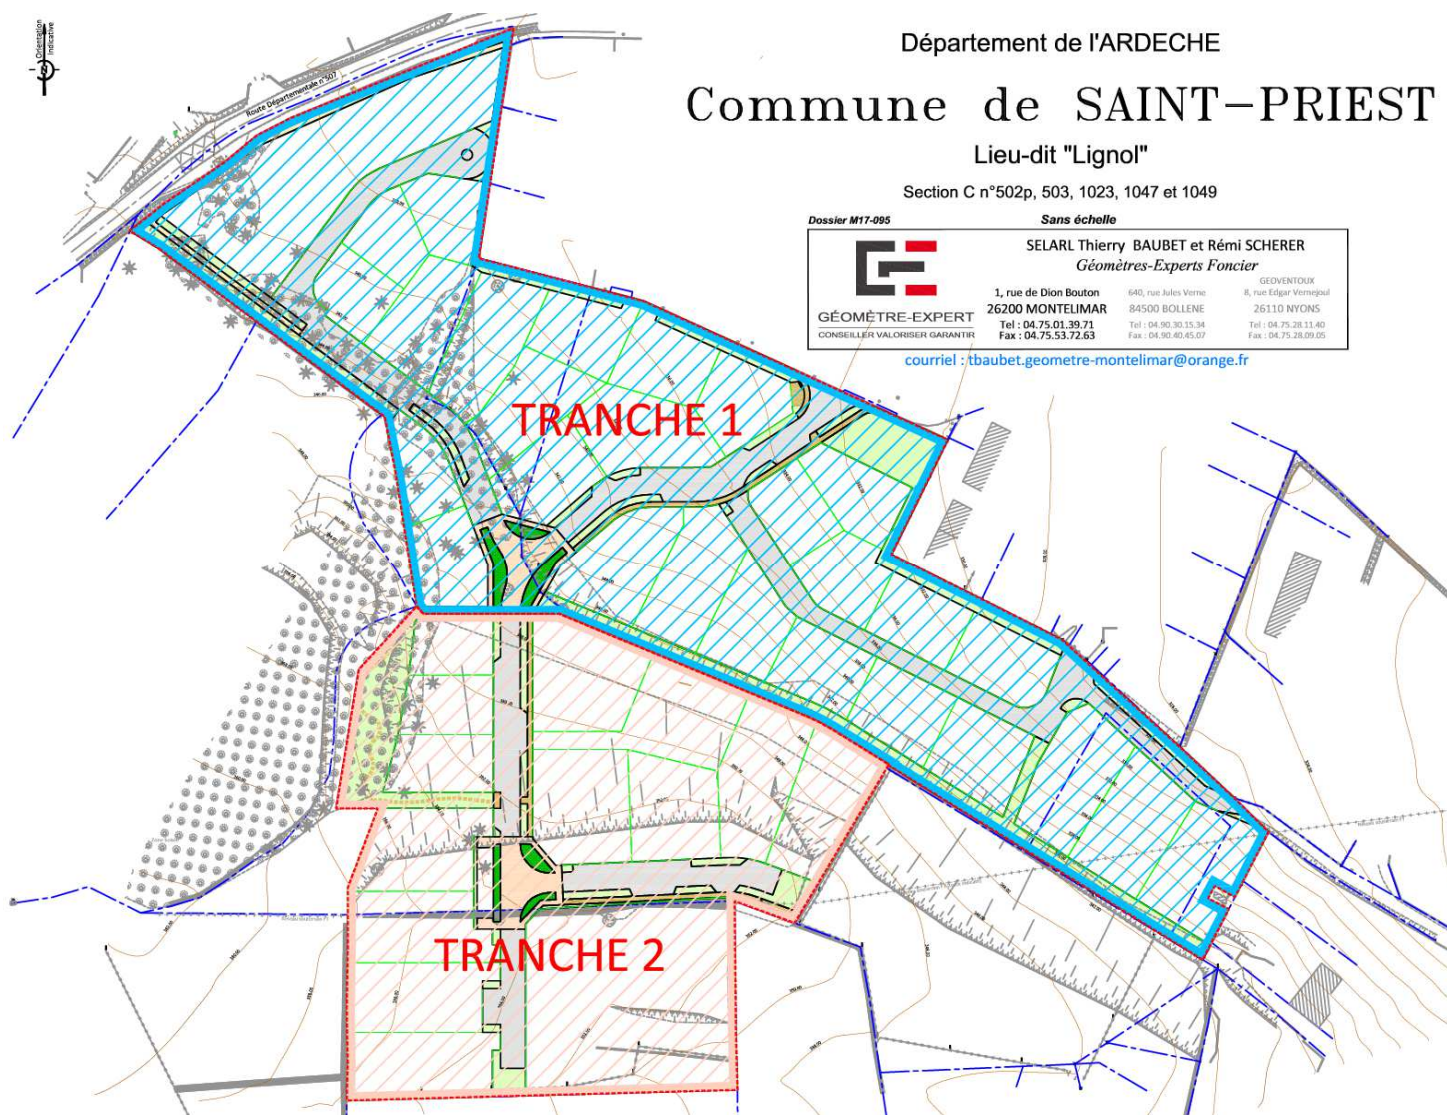 Orientation
Indicative
Route Départementale n°507
Département de l'ARDECHE
Commune de SAINT-PRIEST
Lieu-dit "Lignol"
Section C n°502p, 503, 1023, 1047 et 1049
Dossier M17-095
Sans échelle
GÉOMÈTRE-EXPERT
CONSEILLER VALORISER GARANTIR
SELARL Thierry BAUBET et Rémi SCHERER
Géomètres-Experts Foncier
1, rue de Dion Bouton
26200 MONTELIMAR
Tel : 04.75.01.39.71
Fax : 04.75.53.72.63
640, rue Jules Verne
84500 BOLLENE
Tel : 04.90.30.15.34
Fax : 04.90.40.45.07
GEOVENTOUX
8, rue Edgar Vernejoul
26110 NYONS
Tel : 04.75.28.11.40
Fax : 04.75.28.09.05
courriel : tbaubet.geometre-montelimar@orange.fr
TRANCHE 1
TRANCHE 2